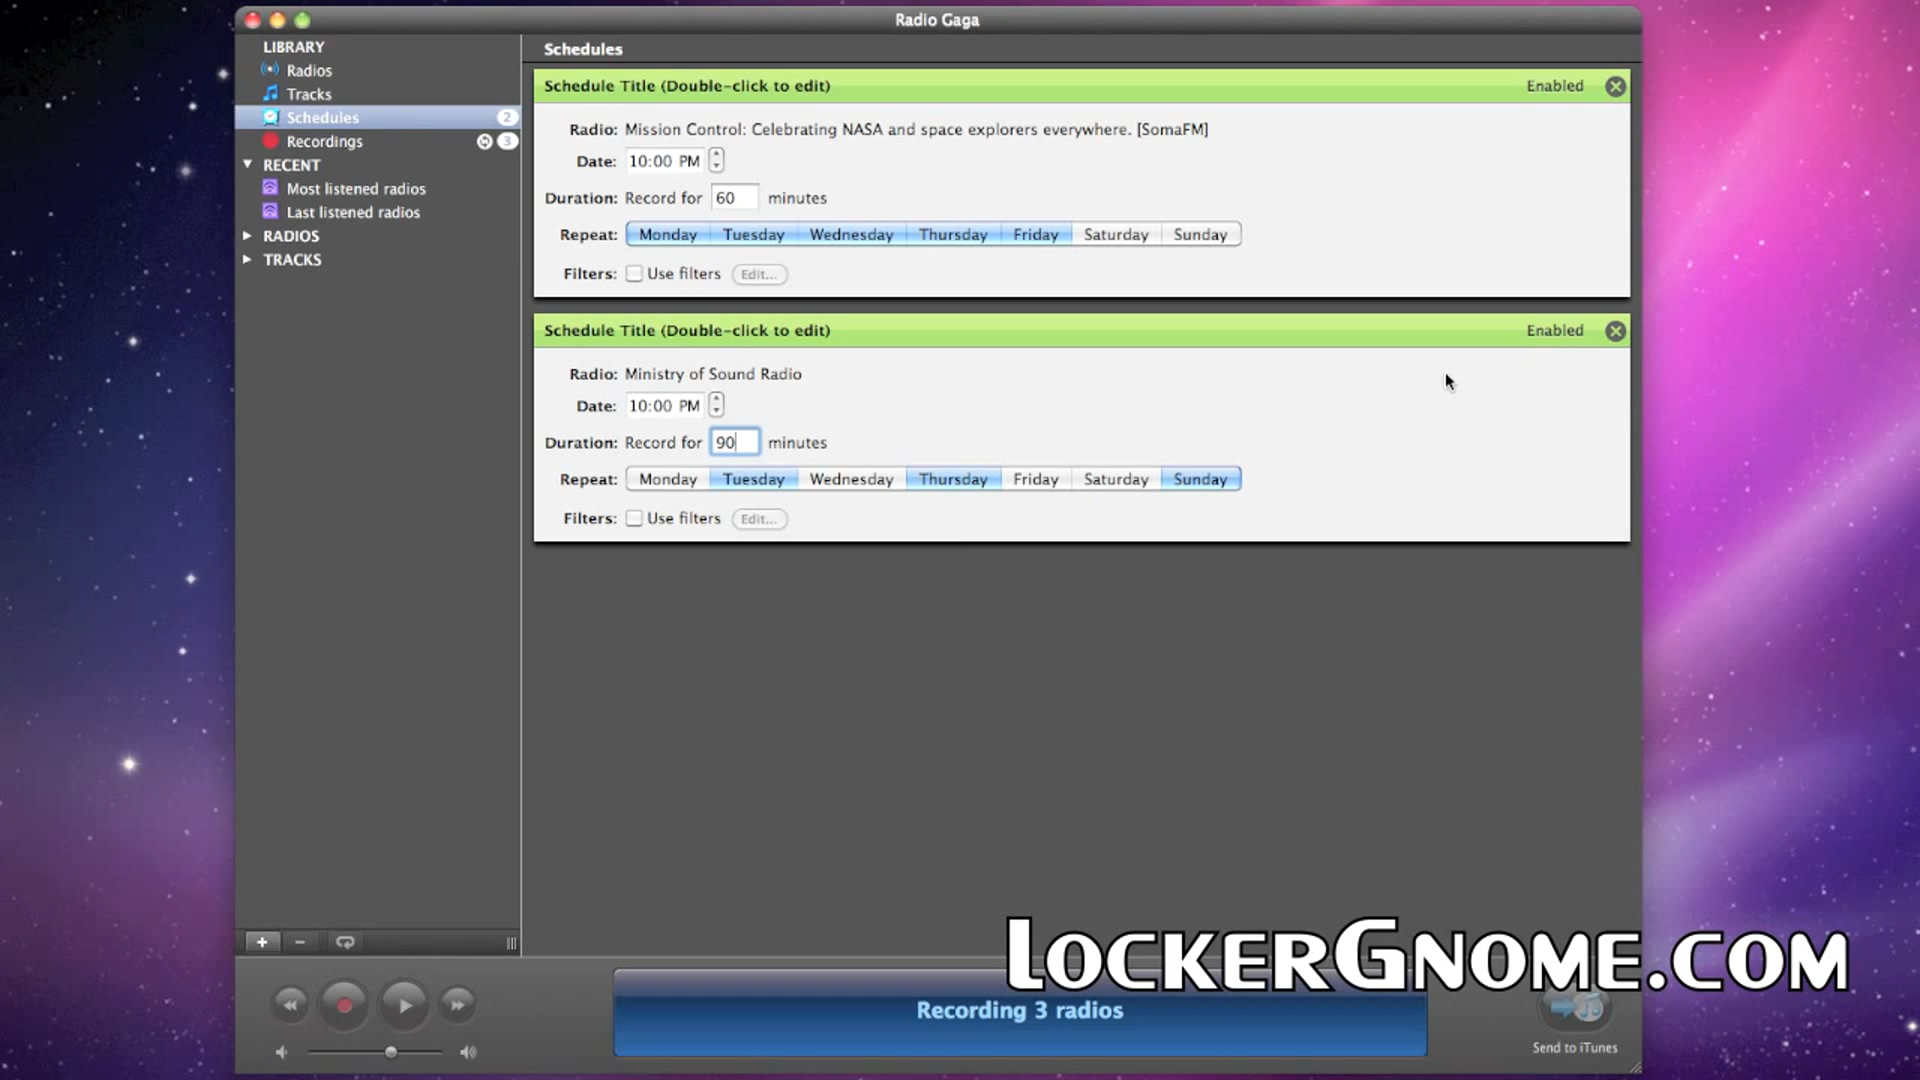 Radio Gaga
LIBRARY
Radios
Tracks
Schedules 2
Recordings 3
RECENT
Most listened radios
Last listened radios
RADIOS
TRACKS
Schedules
Schedule Title (Double-click to edit) Enabled
Radio: Mission Control: Celebrating NASA and space explorers everywhere. [SomaFM]
Date: 10:00 PM
Duration: Record for 60 minutes
Repeat: Monday Tuesday Wednesday Thursday Friday Saturday Sunday
Filters: Use filters Edit...
Schedule Title (Double-click to edit) Enabled
Radio: Ministry of Sound Radio
Date: 10:00 PM
Duration: Record for 90 minutes
Repeat: Monday Tuesday Wednesday Thursday Friday Saturday Sunday
Filters: Use filters Edit...
LOCKERGNOME.COM
Recording 3 radios
Send to iTunes